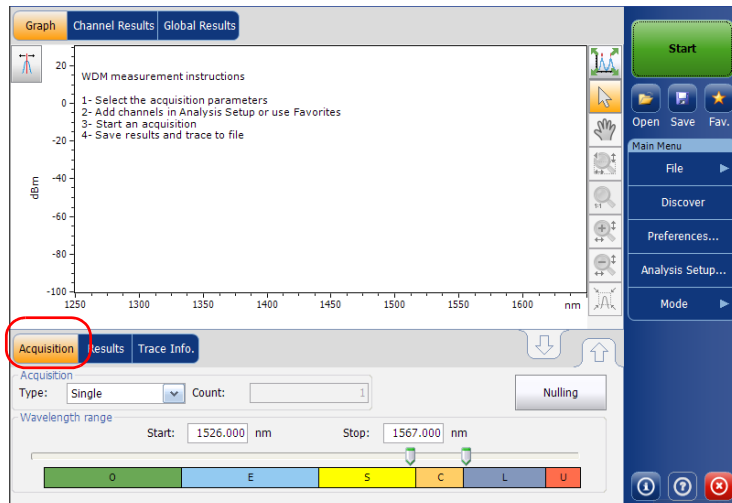 Graph Channel Results Global Results
WDM measurement instructions
1- Select the acquisition parameters
2- Add channels in Analysis Setup or use Favorites
3- Start an acquisition
4- Save results and trace to file
dBm
20
0
-20
-40
-60
-80
-100
1250 1300 1350 1400 1450 1500 1550 1600 nm
1:1
Acquisition Results Trace Info.
Acquisition
Type: Single Count: 1
Nulling
Wavelength range
Start: 1526.000 nm Stop: 1567.000 nm
O E S C L U
Start
Open Save Fav.
Main Menu
File
Discover
Preferences...
Analysis Setup...
Mode